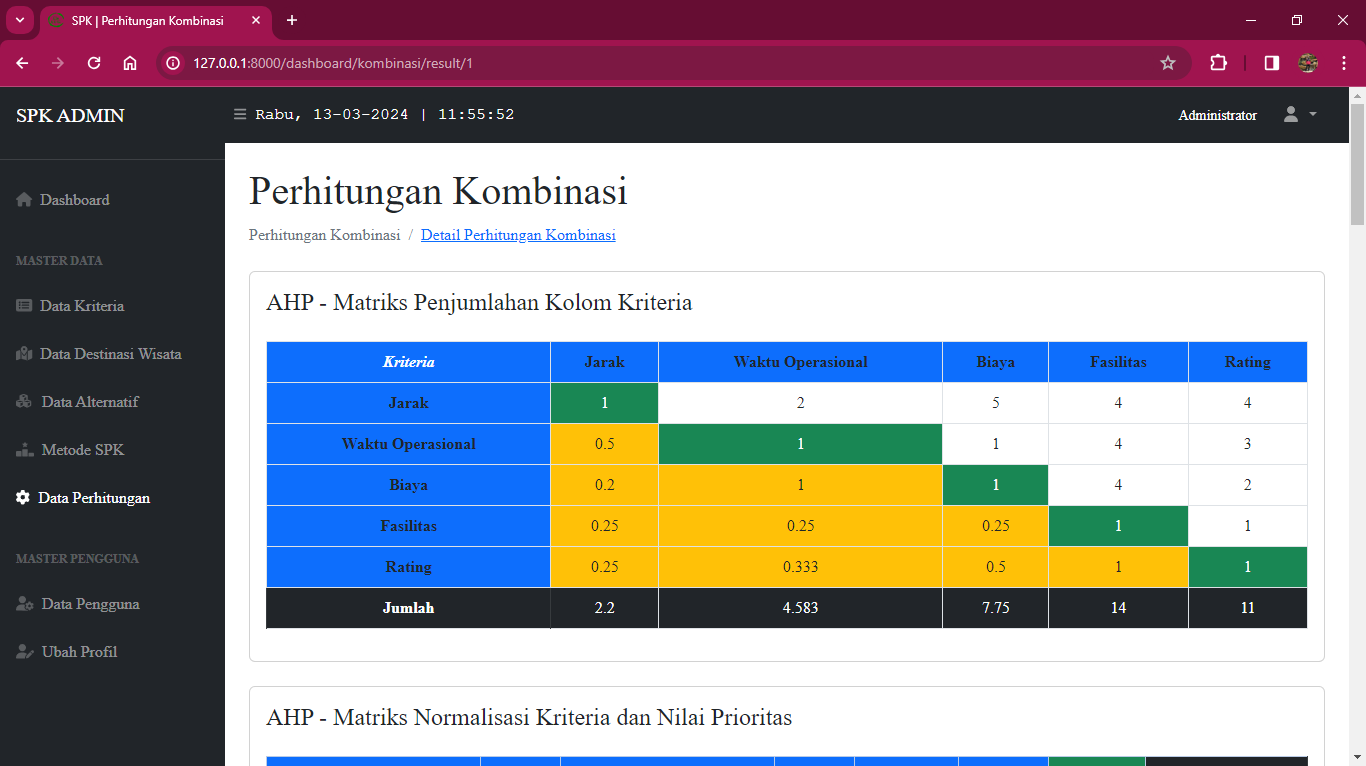 SPK | Perhitungan Kombinasi
127.0.0.1:8000/dashboard/kombinasi/result/1
SPK ADMIN
Rabu, 13-03-2024 | 11:55:52
Administrator
Dashboard
MASTER DATA
Data Kriteria
Data Destinasi Wisata
Data Alternatif
Metode SPK
Data Perhitungan
MASTER PENGGUNA
Data Pengguna
Ubah Profil
Perhitungan Kombinasi
Perhitungan Kombinasi / Detail Perhitungan Kombinasi
AHP - Matriks Penjumlahan Kolom Kriteria
Kriteria Jarak Waktu Operasional Biaya Fasilitas Rating
Jarak 1 2 5 4 4
Waktu Operasional 0.5 1 1 4 3
Biaya 0.2 1 1 4 2
Fasilitas 0.25 0.25 0.25 1 1
Rating 0.25 0.333 0.5 1 1
Jumlah 2.2 4.583 7.75 14 11
AHP - Matriks Normalisasi Kriteria dan Nilai Prioritas